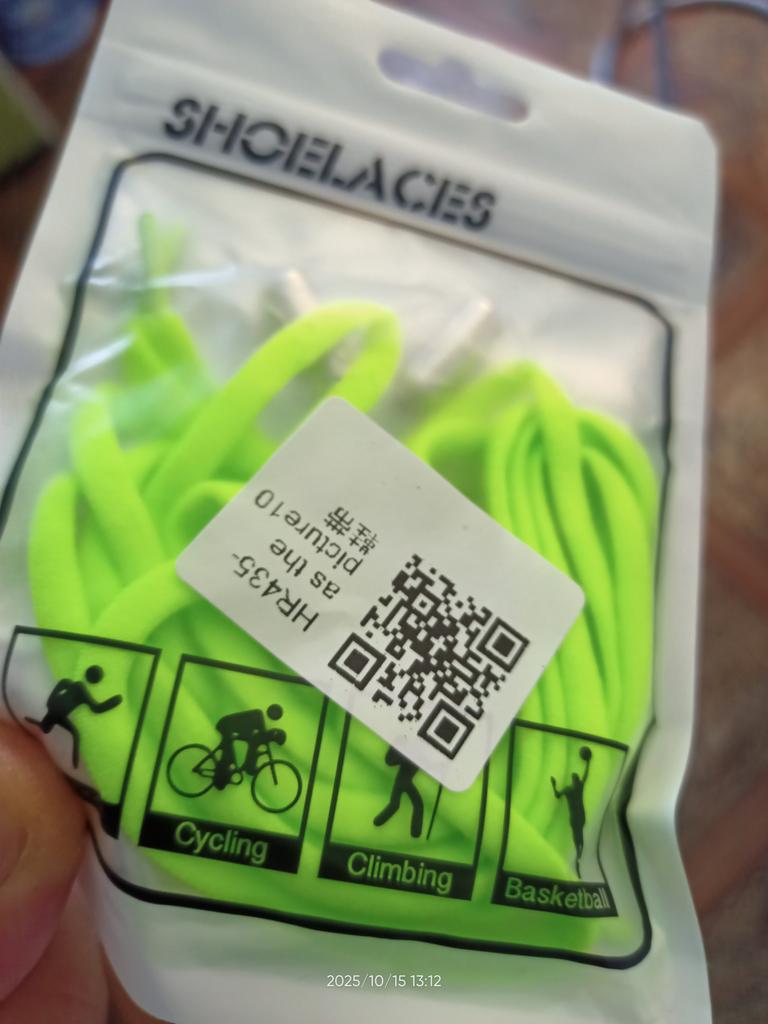 SHOELACES
HR435-
as the
picture10
鞋带
Cycling
Climbing
Basketball
2025/10/15 13:12